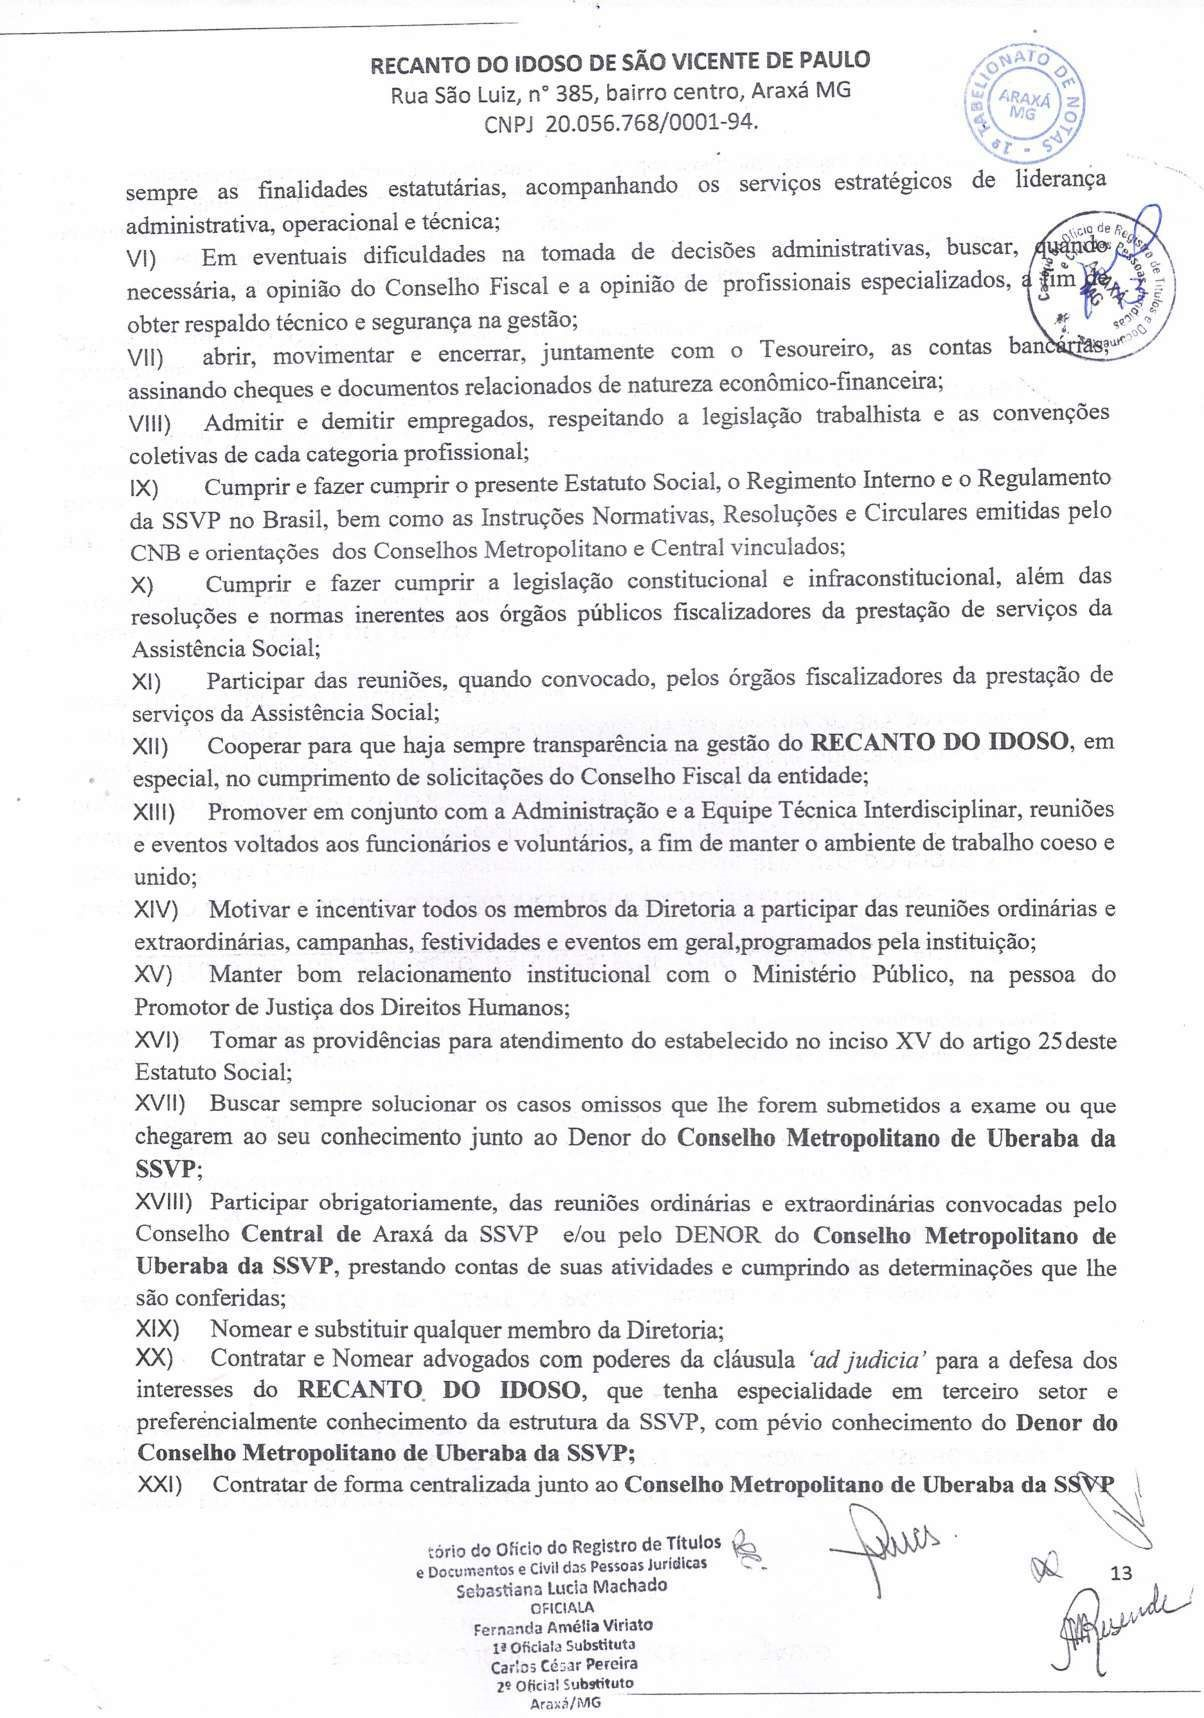 RECANTO DO IDOSO DE SÃO VICENTE DE PAULO
Rua São Luiz, n° 385, bairro centro, Araxá MG
CNPJ 20.056.768/0001-94.
1º TABELIONATO DE NOTAS -
ARAXÁ
MG
sempre as finalidades estatutárias, acompanhando os serviços estratégicos de liderança
administrativa, operacional e técnica;
VI) Em eventuais dificuldades na tomada de decisões administrativas, buscar, quando
necessária, a opinião do Conselho Fiscal e a opinião de profissionais especializados, a fim de
obter respaldo técnico e segurança na gestão;
VII) abrir, movimentar e encerrar, juntamente com o Tesoureiro, as contas bancárias,
assinando cheques e documentos relacionados de natureza econômico-financeira;
VIII) Admitir e demitir empregados, respeitando a legislação trabalhista e as convenções
coletivas de cada categoria profissional;
IX) Cumprir e fazer cumprir o presente Estatuto Social, o Regimento Interno e o Regulamento
da SSVP no Brasil, bem como as Instruções Normativas, Resoluções e Circulares emitidas pelo
CNB e orientações dos Conselhos Metropolitano e Central vinculados;
X) Cumprir e fazer cumprir a legislação constitucional e infraconstitucional, além das
resoluções e normas inerentes aos órgãos públicos fiscalizadores da prestação de serviços da
Assistência Social;
XI) Participar das reuniões, quando convocado, pelos órgãos fiscalizadores da prestação de
serviços da Assistência Social;
XII) Cooperar para que haja sempre transparência na gestão do RECANTO DO IDOSO, em
especial, no cumprimento de solicitações do Conselho Fiscal da entidade;
XIII) Promover em conjunto com a Administração e a Equipe Técnica Interdisciplinar, reuniões
e eventos voltados aos funcionários e voluntários, a fim de manter o ambiente de trabalho coeso e
unido;
XIV) Motivar e incentivar todos os membros da Diretoria a participar das reuniões ordinárias e
extraordinárias, campanhas, festividades e eventos em geral,programados pela instituição;
XV) Manter bom relacionamento institucional com o Ministério Público, na pessoa do
Promotor de Justiça dos Direitos Humanos;
XVI) Tomar as providências para atendimento do estabelecido no inciso XV do artigo 25 deste
Estatuto Social;
XVII) Buscar sempre solucionar os casos omissos que lhe forem submetidos a exame ou que
chegarem ao seu conhecimento junto ao Denor do Conselho Metropolitano de Uberaba da
SSVP;
XVIII) Participar obrigatoriamente, das reuniões ordinárias e extraordinárias convocadas pelo
Conselho Central de Araxá da SSVP e/ou pelo DENOR do Conselho Metropolitano de
Uberaba da SSVP, prestando contas de suas atividades e cumprindo as determinações que lhe
são conferidas;
XIX) Nomear e substituir qualquer membro da Diretoria;
XX) Contratar e Nomear advogados com poderes da cláusula ‘ad judicia’ para a defesa dos
interesses do RECANTO DO IDOSO, que tenha especialidade em terceiro setor e
preferencialmente conhecimento da estrutura da SSVP, com pévio conhecimento do Denor do
Conselho Metropolitano de Uberaba da SSVP;
XXI) Contratar de forma centralizada junto ao Conselho Metropolitano de Uberaba da SSVP
tório do Ofício do Registro de Títulos
e Documentos e Civil das Pessoas Jurídicas
Sebastiana Lucia Machado
OFICIALA
Fernanda Amélia Viriato
1ª Oficiala Substituta
Carlos César Pereira
2º Oficial Substituto
Araxá/MG
13
Resende